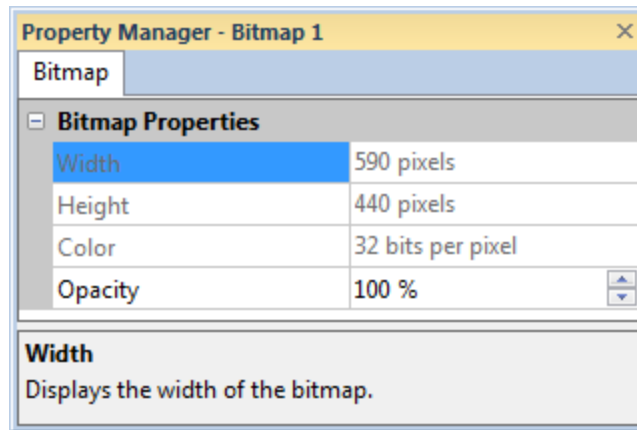 Property Manager - Bitmap 1
Bitmap
Bitmap Properties
Width 590 pixels
Height 440 pixels
Color 32 bits per pixel
Opacity 100 %
Width
Displays the width of the bitmap.